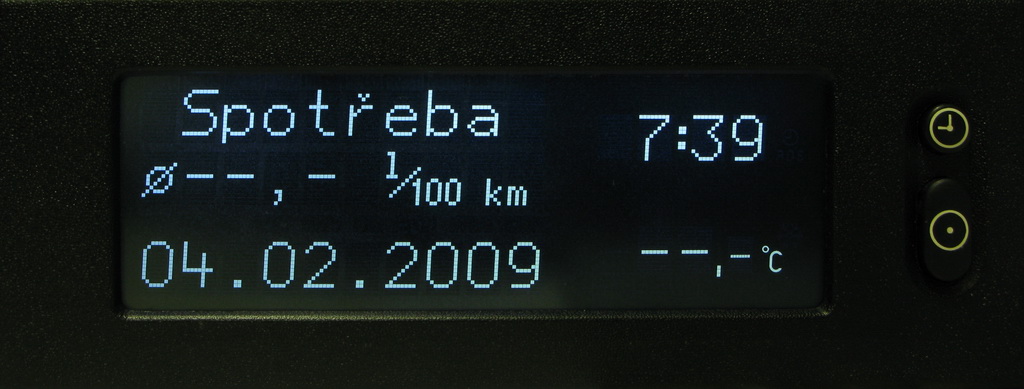 Spotřeba
7:39
Ø--,- l/100 km
04.02.2009
--,-°C